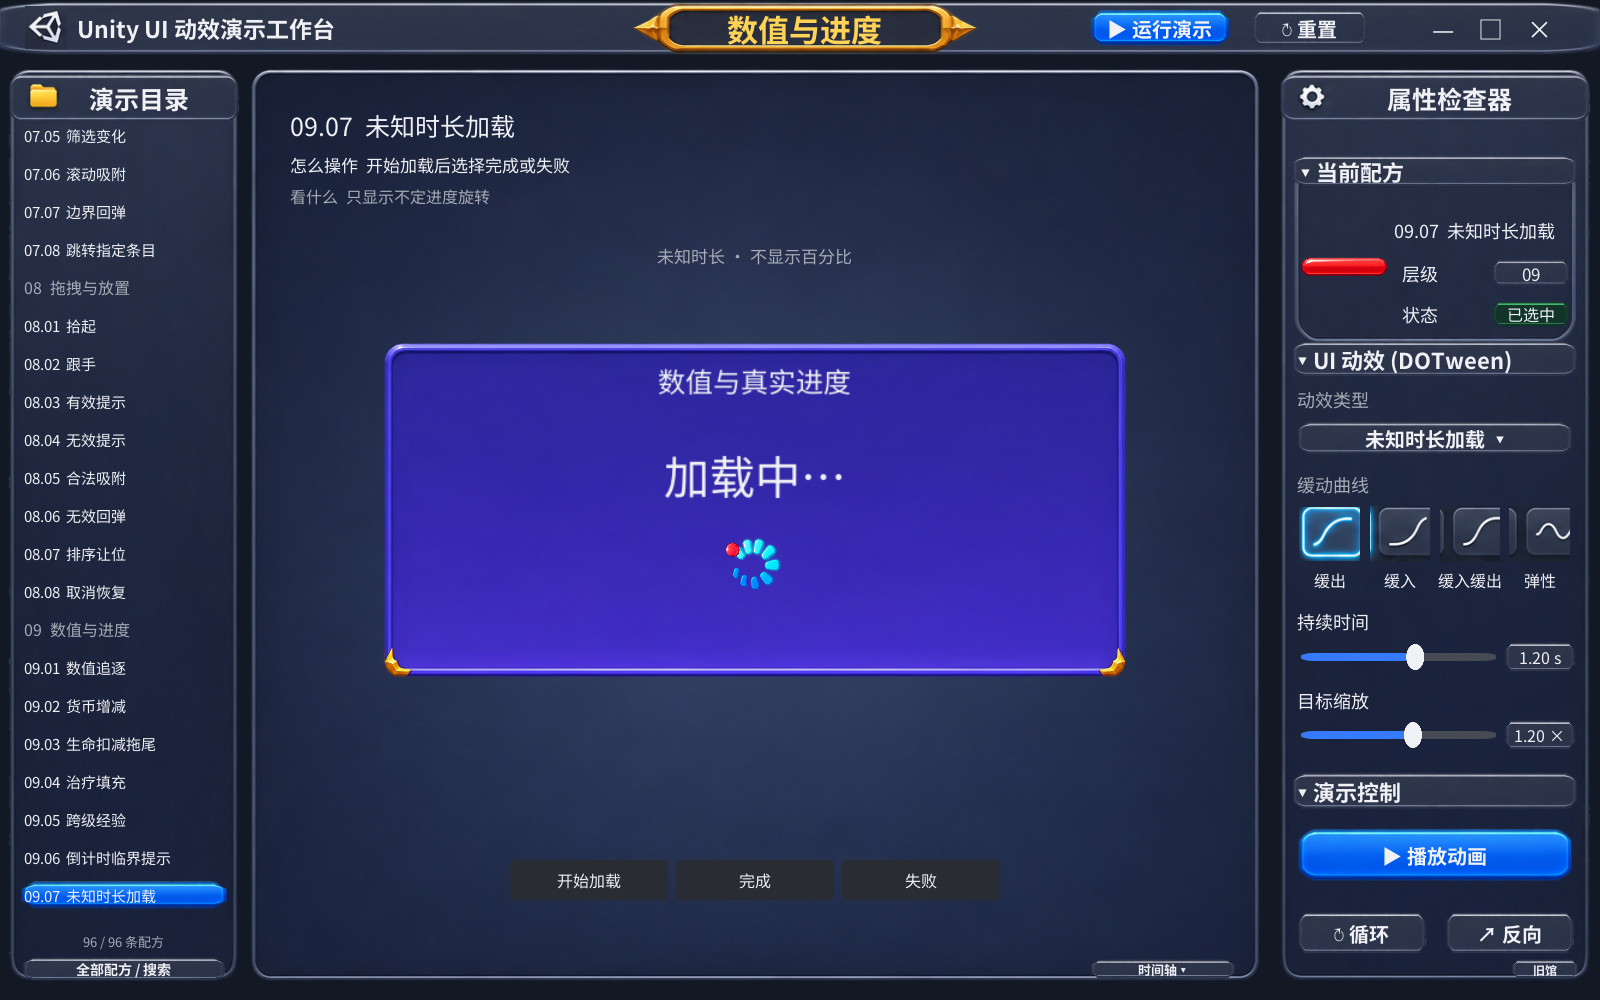 Unity UI 动效演示工作台
数值与进度
▶ 运行演示
↻ 重置
演示目录
07.05 筛选变化
07.06 滚动吸附
07.07 边界回弹
07.08 跳转指定条目
08 拖拽与放置
08.01 拾起
08.02 跟手
08.03 有效提示
08.04 无效提示
08.05 合法吸附
08.06 无效回弹
08.07 排序让位
08.08 取消恢复
09 数值与进度
09.01 数值追逐
09.02 货币增减
09.03 生命扣减拖尾
09.04 治疗填充
09.05 跨级经验
09.06 倒计时临界提示
09.07 未知时长加载
96 / 96 条配方
全部配方 / 搜索
09.07 未知时长加载
怎么操作 开始加载后选择完成或失败
看什么 只显示不定进度旋转
未知时长 · 不显示百分比
数值与真实进度
加载中…
开始加载
完成
失败
时间轴 ▾
属性检查器
▾ 当前配方
09.07 未知时长加载
层级 09
状态 已选中
▾ UI 动效 (DOTween)
动效类型
未知时长加载 ▾
缓动曲线
缓出 缓入 缓入缓出 弹性
持续时间
1.20 s
目标缩放
1.20 ×
▾ 演示控制
▶ 播放动画
↻ 循环
↗ 反向
旧馆